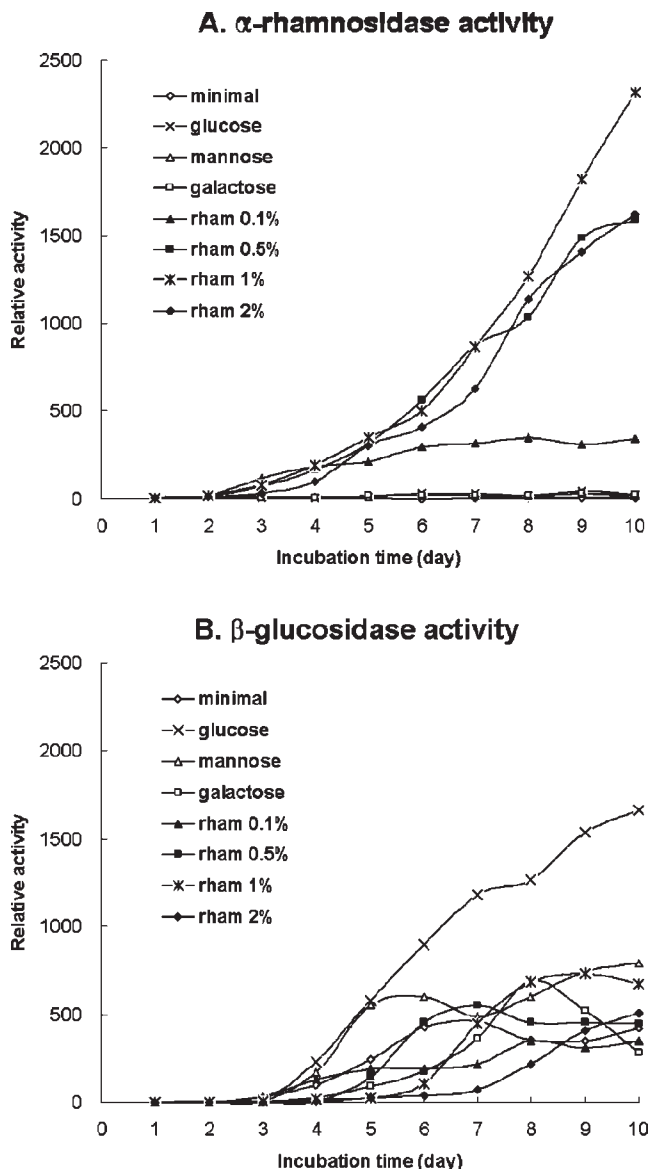 A. α-rhamnosidase activity
2500
2000
1500
1000
500
0
Relative activity
minimal
glucose
mannose
galactose
rham 0.1%
rham 0.5%
rham 1%
rham 2%
0 1 2 3 4 5 6 7 8 9 10
Incubation time (day)
B. β-glucosidase activity
2500
2000
1500
1000
500
0
Relative activity
minimal
glucose
mannose
galactose
rham 0.1%
rham 0.5%
rham 1%
rham 2%
0 1 2 3 4 5 6 7 8 9 10
Incubation time (day)